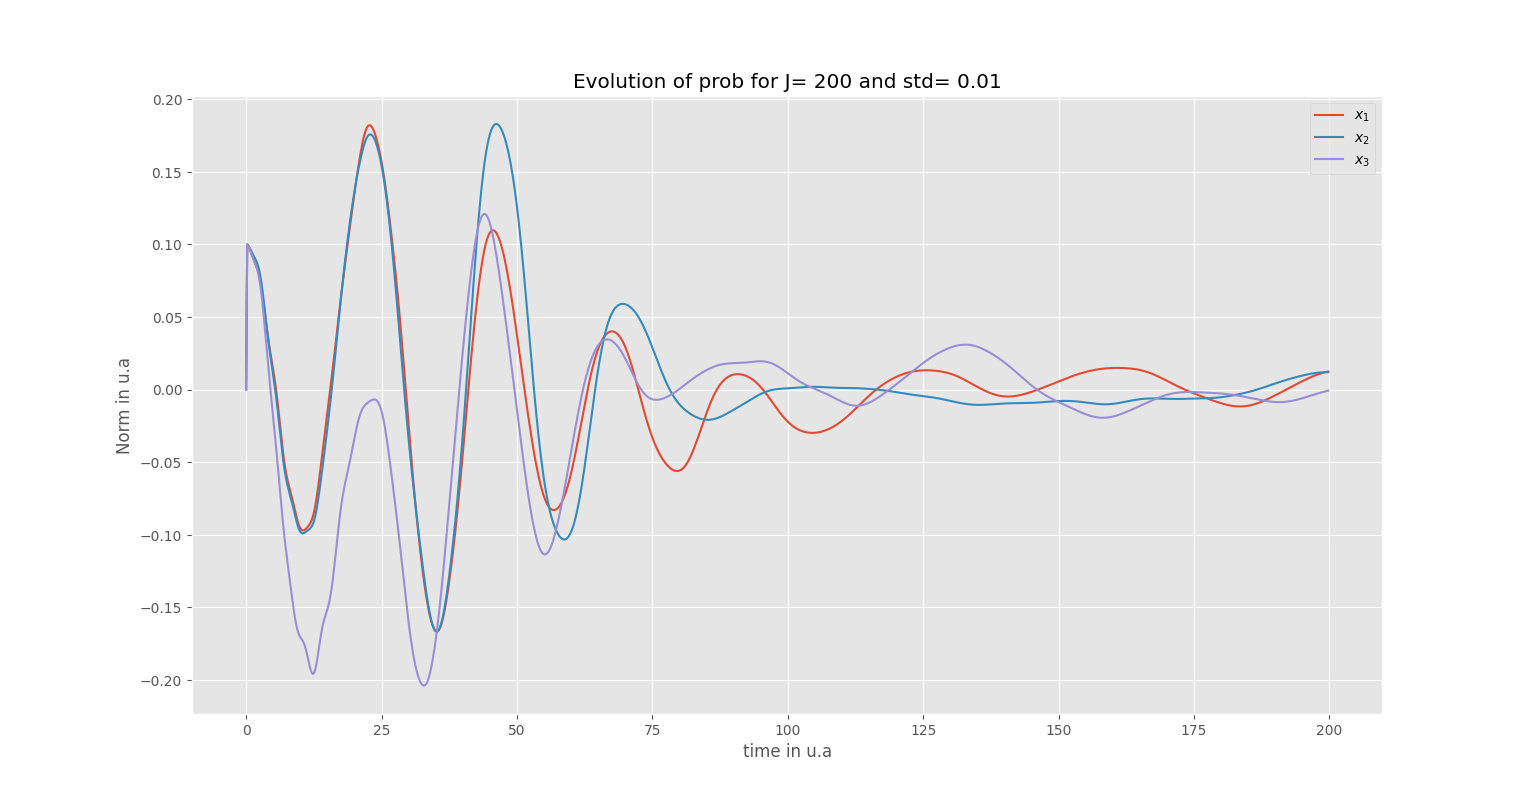 Evolution of prob for J= 200 and std= 0.01
x₁
x₂
x₃
Norm in u.a
0.20
0.15
0.10
0.05
0.00
−0.05
−0.10
−0.15
−0.20
0 25 50 75 100 125 150 175 200
time in u.a